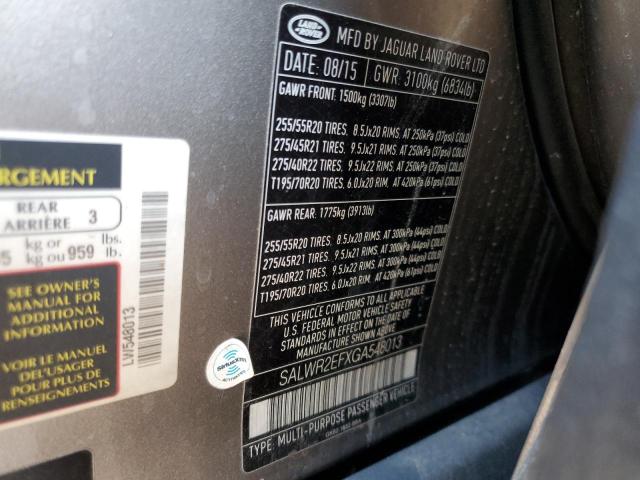 LAND
ROVER
MFD BY JAGUAR LAND ROVER LTD
DATE: 08/15
GWR: 3100kg (6834lb)
GAWR FRONT: 1500kg (3307lb)
255/55R20 TIRES. 8.5Jx20 RIMS. AT 250kPa (37psi) COLD
275/45R21 TIRES. 9.5Jx21 RIMS. AT 250kPa (37psi) COLD
275/40R22 TIRES. 9.5Jx22 RIMS. AT 250kPa (37psi) COLD
T195/70R20 TIRES. 6.0Jx20 RIM. AT 420kPa (61psi) COLD
GAWR REAR: 1775kg (3913lb)
255/55R20 TIRES. 8.5Jx20 RIMS. AT 300kPa (44psi) COLD
275/45R21 TIRES. 9.5Jx21 RIMS. AT 300kPa (44psi) COLD
275/40R22 TIRES. 9.5Jx22 RIMS. AT 300kPa (44psi) COLD
T195/70R20 TIRES. 6.0Jx20 RIM. AT 420kPa (61psi) COLD
THIS VEHICLE CONFORMS TO ALL APPLICABLE
U.S. FEDERAL MOTOR VEHICLE SAFETY
STANDARDS IN EFFECT ON THE DATE OF
MANUFACTURE SHOWN ABOVE.
SALWR2EFXGA548013
TYPE: MULTI-PURPOSE PASSENGER VEHICLE
RGEMENT
REAR
ARRIÈRE 3
kg or
kg ou 959 lbs.
lb.
SEE OWNER'S
MANUAL FOR
ADDITIONAL
INFORMATION
VOIR LE MANUEL
DEL'USAGER
POUR PLUS DE
RENSEIGNEMENTS
LWI548013
SiriusXM